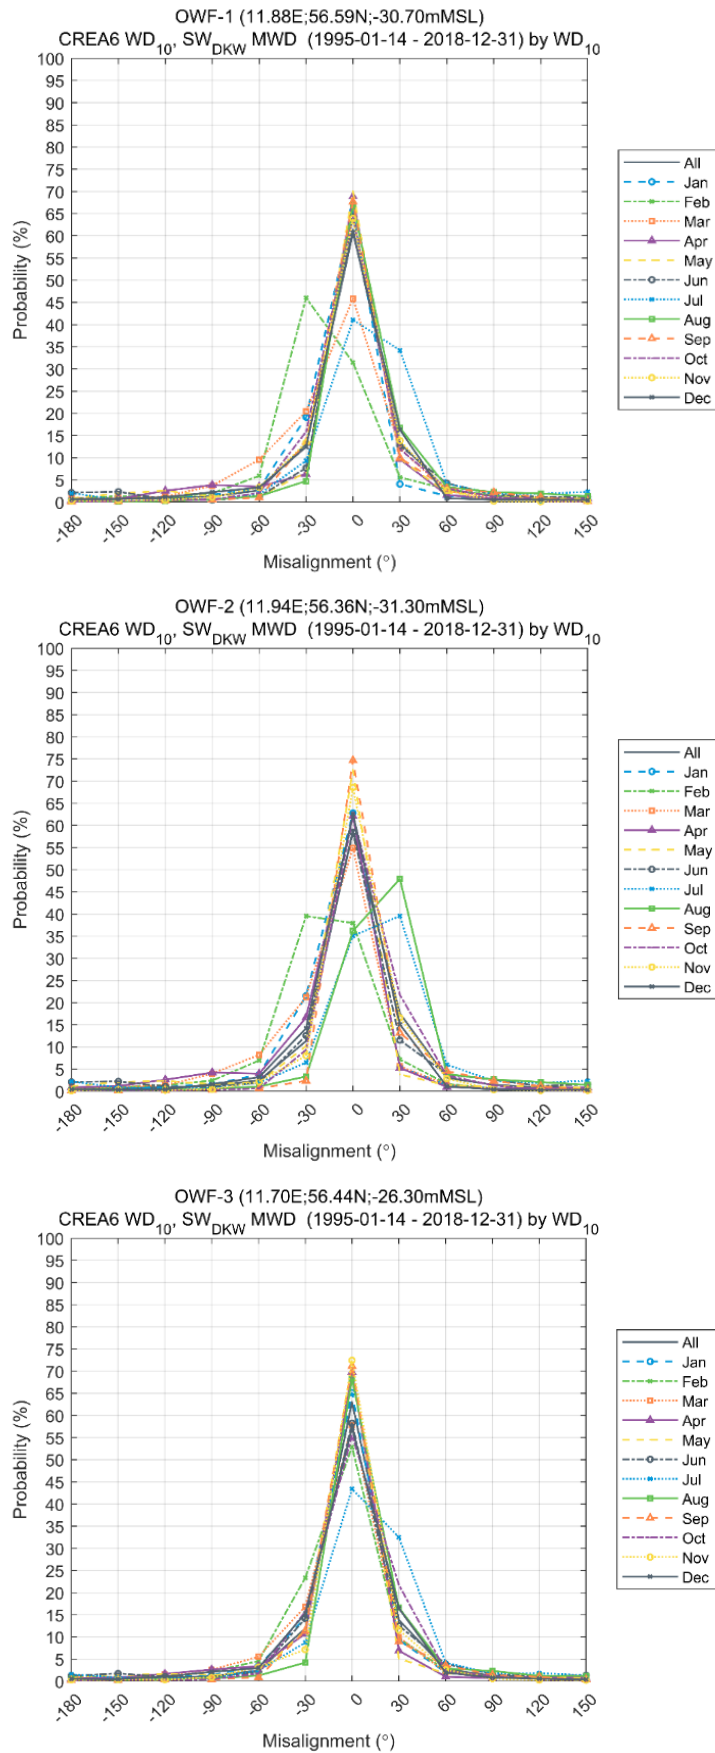 OWF-1 (11.88E;56.59N;-30.70mMSL)
CREA6 WD10, SWDKW MWD (1995-01-14 - 2018-12-31) by WD10
100
95
90
85
80
75
70
65
60
55
50
45
40
35
30
25
20
15
10
5
0
Probability (%)
-180 -150 -120 -90 -60 -30 0 30 60 90 120 150
Misalignment (°)
All
Jan
Feb
Mar
Apr
May
Jun
Jul
Aug
Sep
Oct
Nov
Dec
OWF-2 (11.94E;56.36N;-31.30mMSL)
CREA6 WD10, SWDKW MWD (1995-01-14 - 2018-12-31) by WD10
100
95
90
85
80
75
70
65
60
55
50
45
40
35
30
25
20
15
10
5
0
Probability (%)
-180 -150 -120 -90 -60 -30 0 30 60 90 120 150
Misalignment (°)
All
Jan
Feb
Mar
Apr
May
Jun
Jul
Aug
Sep
Oct
Nov
Dec
OWF-3 (11.70E;56.44N;-26.30mMSL)
CREA6 WD10, SWDKW MWD (1995-01-14 - 2018-12-31) by WD10
100
95
90
85
80
75
70
65
60
55
50
45
40
35
30
25
20
15
10
5
0
Probability (%)
-180 -150 -120 -90 -60 -30 0 30 60 90 120 150
Misalignment (°)
All
Jan
Feb
Mar
Apr
May
Jun
Jul
Aug
Sep
Oct
Nov
Dec